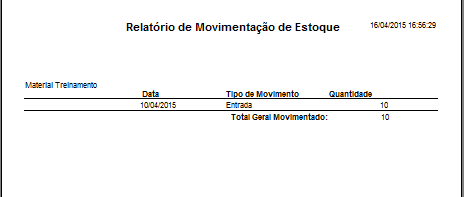 Relatório de Movimentação de Estoque 16/04/2015 16:56:29
Material Treinamento
Data Tipo de Movimento Quantidade
10/04/2015 Entrada 10
Total Geral Movimentado: 10